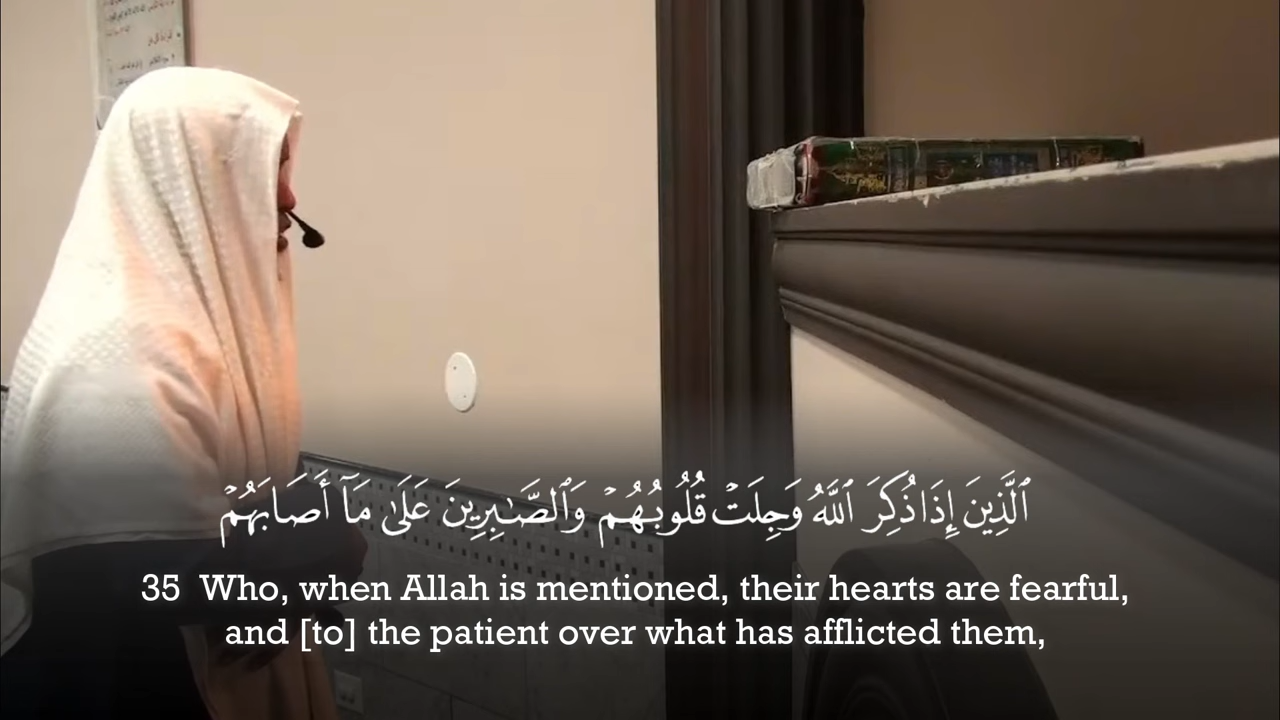 ٱلَّذِينَ إِذَا ذُكِرَ ٱللَّهُ وَجِلَتۡ قُلُوبُهُمۡ وَٱلصَّـٰبِرِينَ عَلَىٰ مَآ أَصَابَهُمۡ
35 Who, when Allah is mentioned, their hearts are fearful,
and [to] the patient over what has afflicted them,